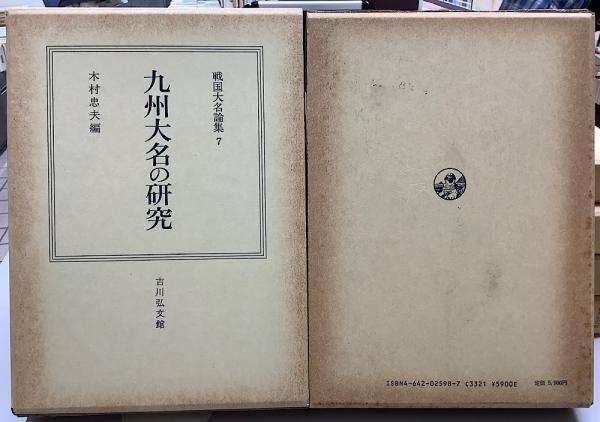 戦国大名論集 7
九州大名の研究
木村忠夫編
吉川弘文館
ISBN4-642-02598-7 C3321 ¥5900E
定価 5,900円